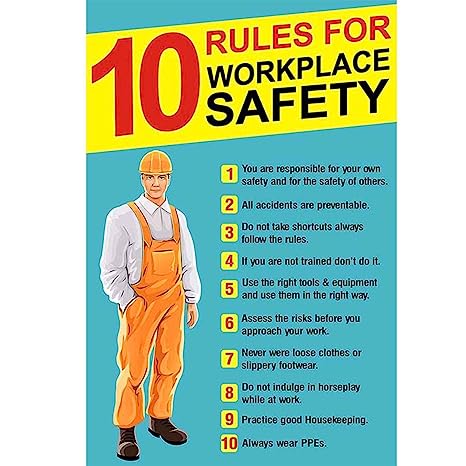 10 RULES FOR
WORKPLACE
SAFETY
1 You are responsible for your own
safety and for the safety of others.
2 All accidents are preventable.
3 Do not take shortcuts always
follow the rules.
4 If you are not trained don't do it.
5 Use the right tools & equipment
and use them in the right way.
6 Assess the risks before you
approach your work.
7 Never were loose clothes or
slippery footwear.
8 Do not indulge in horseplay
while at work.
9 Practice good Housekeeping.
10 Always wear PPEs.